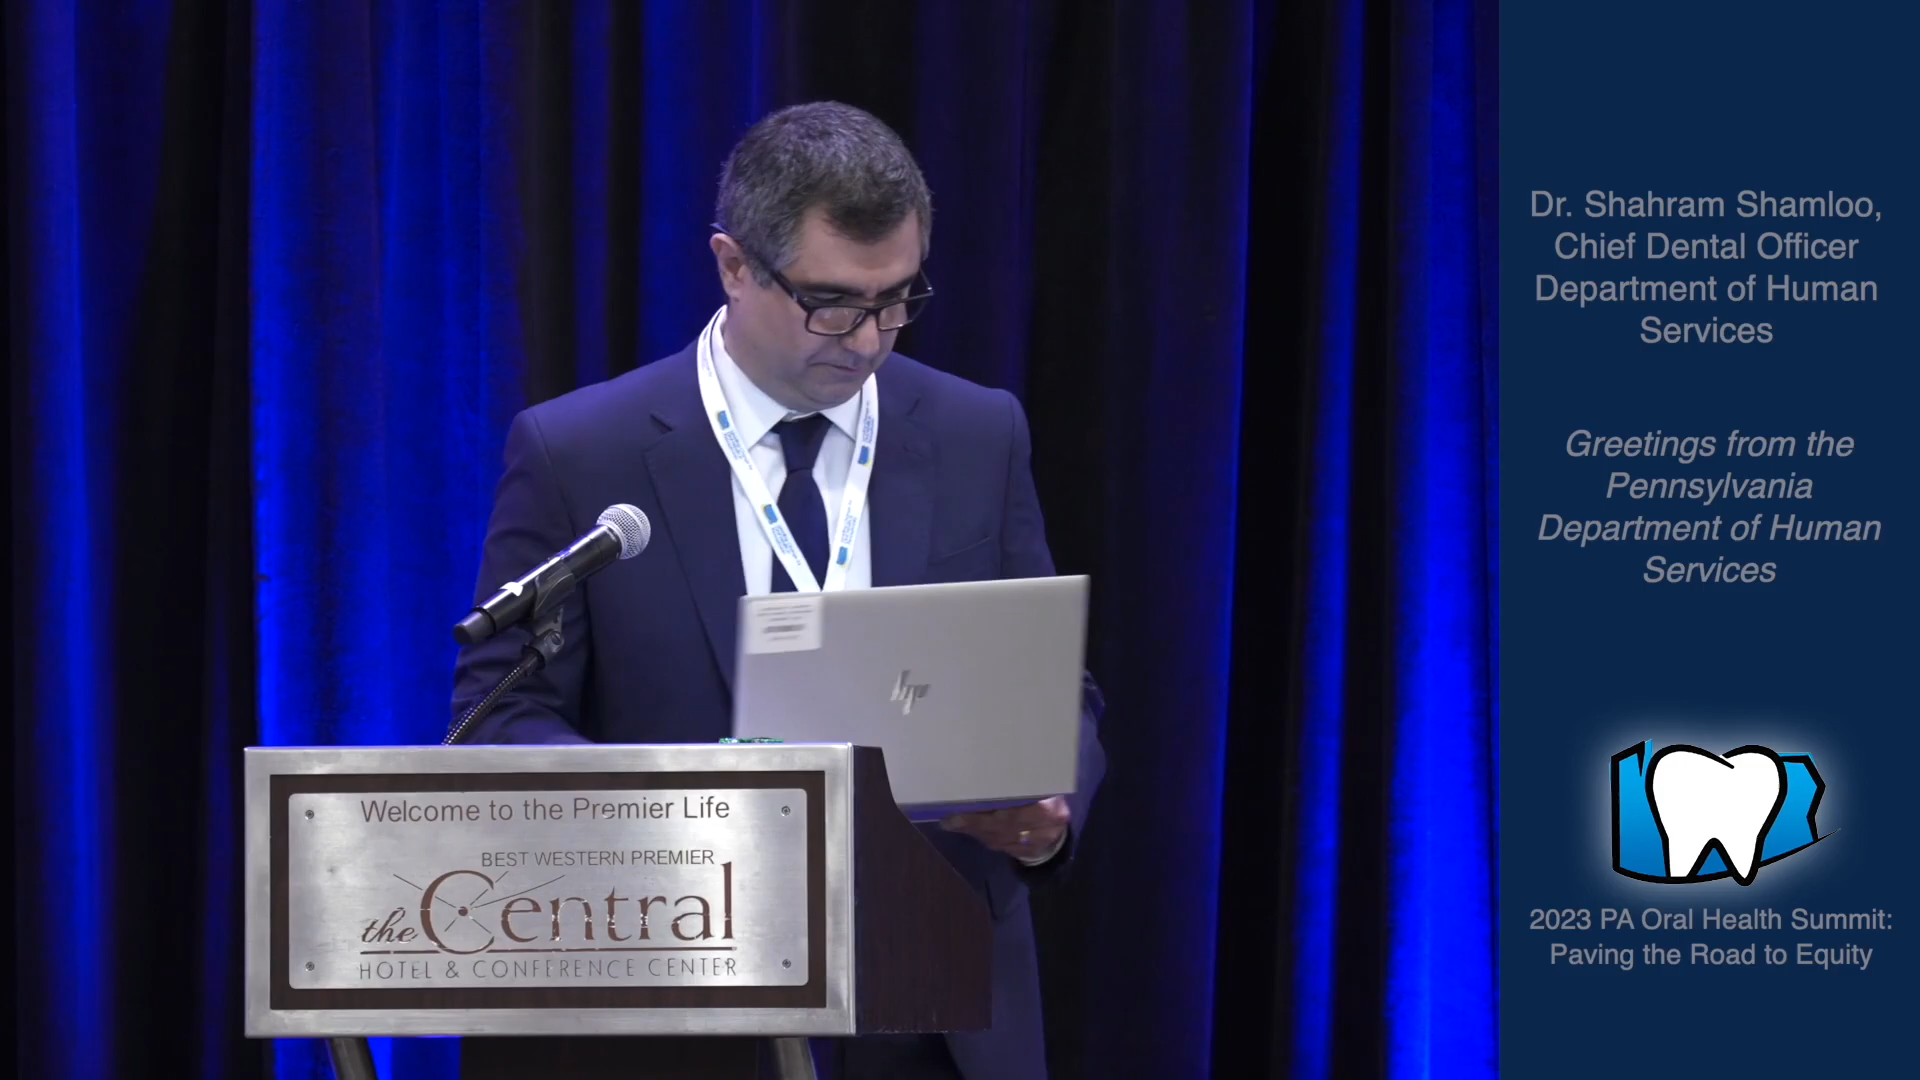 Dr. Shahram Shamloo,
Chief Dental Officer
Department of Human
Services
Greetings from the
Pennsylvania
Department of Human
Services
2023 PA Oral Health Summit:
Paving the Road to Equity
hp
Welcome to the Premier Life
BEST WESTERN PREMIER
the Central
HOTEL & CONFERENCE CENTER